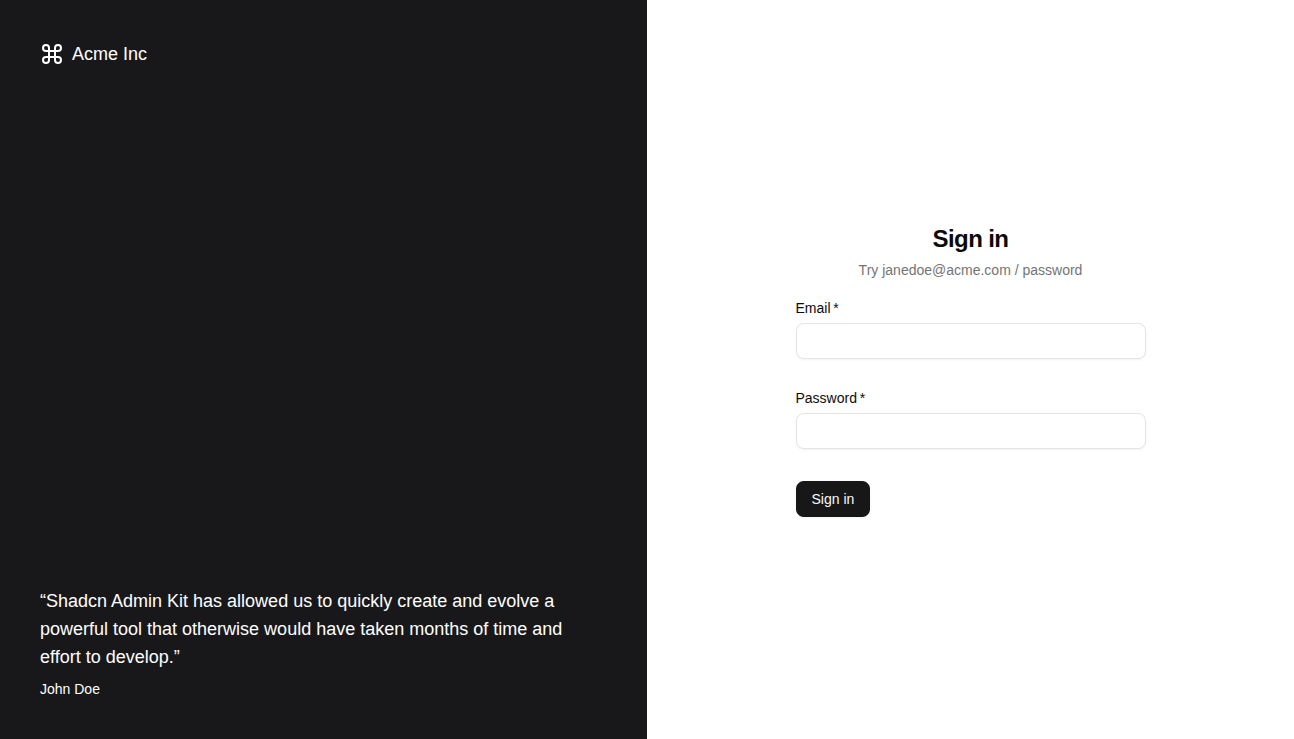 Acme Inc
“Shadcn Admin Kit has allowed us to quickly create and evolve a
powerful tool that otherwise would have taken months of time and
effort to develop.”
John Doe
Sign in
Try janedoe@acme.com / password
Email *
Password *
Sign in